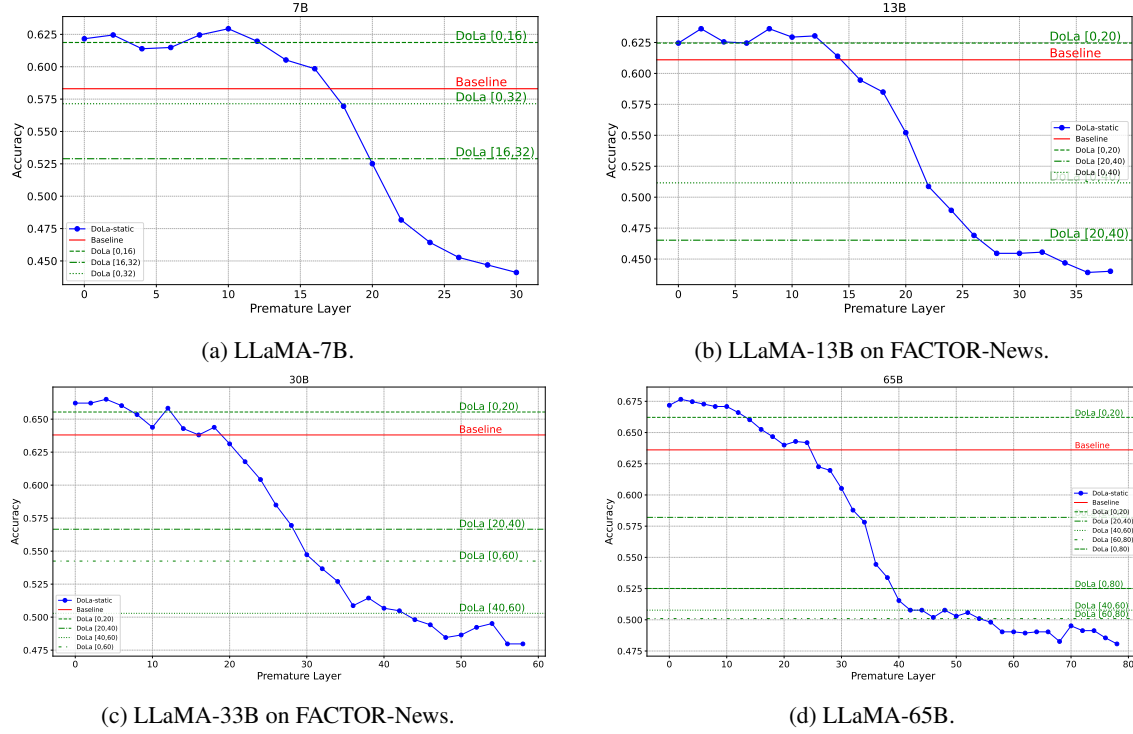 7B
Accuracy
0.625
0.600
0.575
0.550
0.525
0.500
0.475
0.450
DoLa [0,16)
Baseline
DoLa [0,32)
DoLa [16,32)
DoLa-static
Baseline
DoLa [0,16)
DoLa [16,32)
DoLa [0,32)
0 5 10 15 20 25 30
Premature Layer
(a) LLaMA-7B.
13B
Accuracy
0.625
0.600
0.575
0.550
0.525
0.500
0.475
0.450
DoLa [0,20)
Baseline
DoLa-static
Baseline
DoLa [0,20)
DoLa [20,40)
DoLa [0,40)
DoLa [20,40)
0 5 10 15 20 25 30 35
Premature Layer
(b) LLaMA-13B on FACTOR-News.
30B
Accuracy
0.650
0.625
0.600
0.575
0.550
0.525
0.500
0.475
DoLa [0,20)
Baseline
DoLa [20,40)
DoLa [0,60)
DoLa [40,60)
DoLa-static
Baseline
DoLa [0,20)
DoLa [20,40)
DoLa [40,60)
DoLa [0,60)
0 10 20 30 40 50 60
Premature Layer
(c) LLaMA-33B on FACTOR-News.
65B
Accuracy
0.675
0.650
0.625
0.600
0.575
0.550
0.525
0.500
0.475
DoLa [0,20)
Baseline
DoLa-static
Baseline
DoLa [0,20)
DoLa [20,40)
DoLa [40,60)
DoLa [60,80)
DoLa [0,80)
DoLa [0,80)
DoLa [40,60)
DoLa [60,80)
0 10 20 30 40 50 60 70 80
Premature Layer
(d) LLaMA-65B.